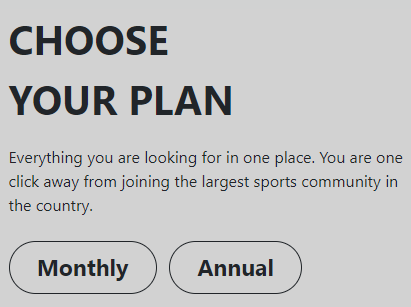 CHOOSE
YOUR PLAN
Everything you are looking for in one place. You are one
click away from joining the largest sports community in
the country.
Monthly Annual